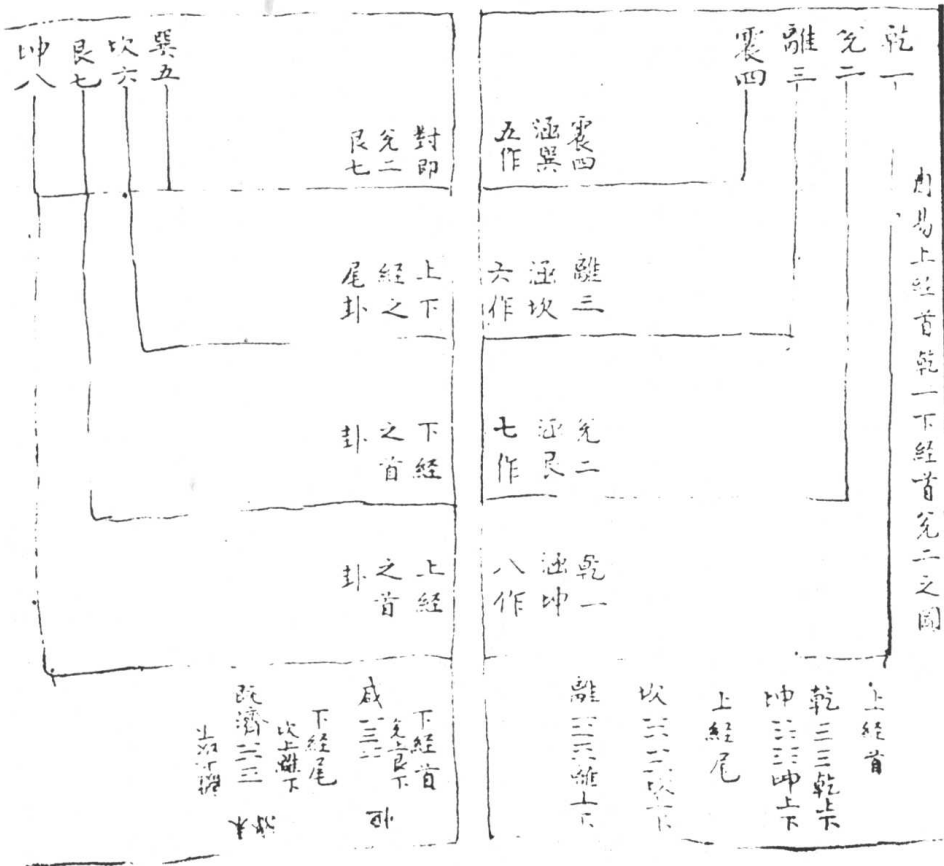 周易上經首乾一下經首兌二之圖
乾一
兌二
離三
震四
巽五
坎六
艮七
坤八
震四
涵巽
五作
對即
兌二
艮七
離三
涵坎
六作
上下
經之
尾卦
兌二
涵艮
七作
下經
之首
卦
乾一
涵坤
八作
上經
之首
卦
上經首
乾☰☰乾上下
坤☷☷坤上下
上經尾
坎☵☵坎上下
離☲☲離上下
下經首
兌艮下
咸
恒
下經尾
坎上離下
既濟